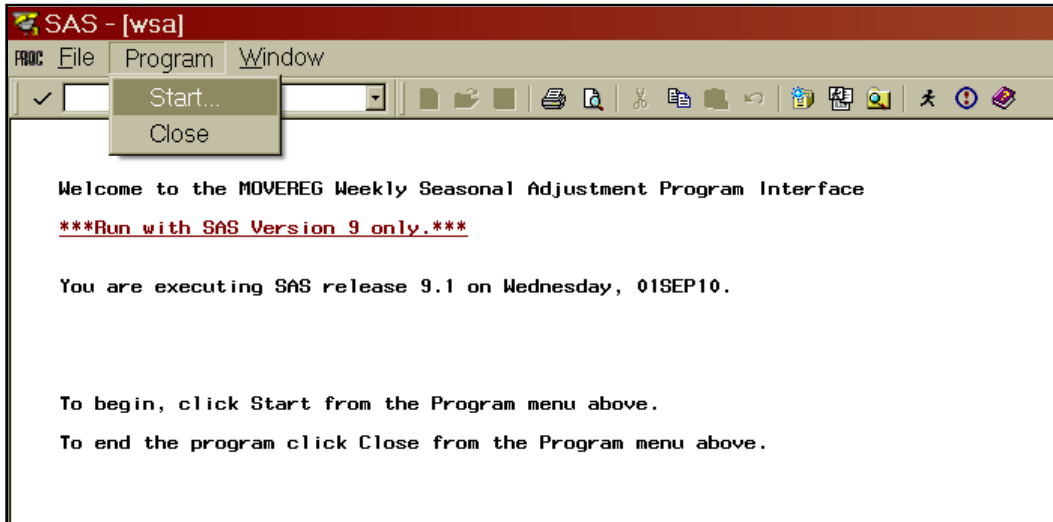 SAS - [wsa]
PROC File Program Window
Start...
Close
Welcome to the MOVEREG Weekly Seasonal Adjustment Program Interface
***Run with SAS Version 9 only.***
You are executing SAS release 9.1 on Wednesday, 01SEP10.
To begin, click Start from the Program menu above.
To end the program click Close from the Program menu above.